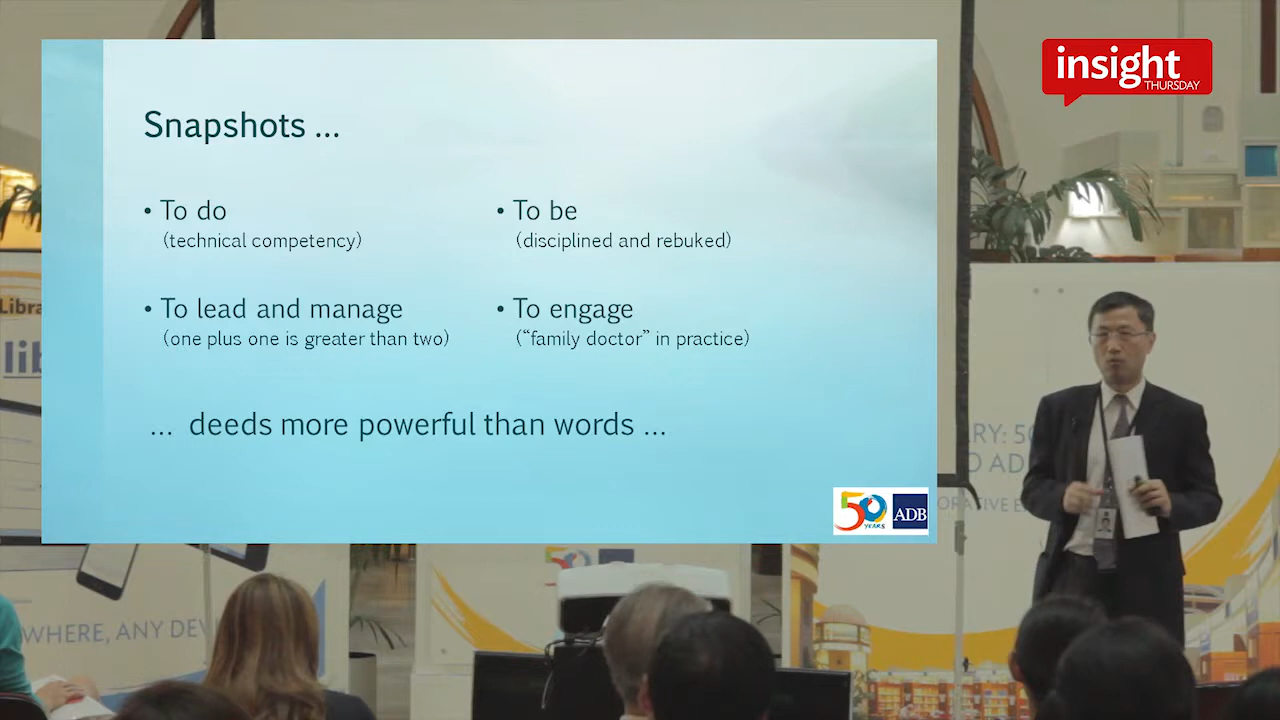 insight
THURSDAY
Snapshots ...
• To do
(technical competency)
• To be
(disciplined and rebuked)
• To lead and manage
(one plus one is greater than two)
• To engage
(“family doctor” in practice)
... deeds more powerful than words ...
50
YEARS
ADB
WHERE, ANY DEV